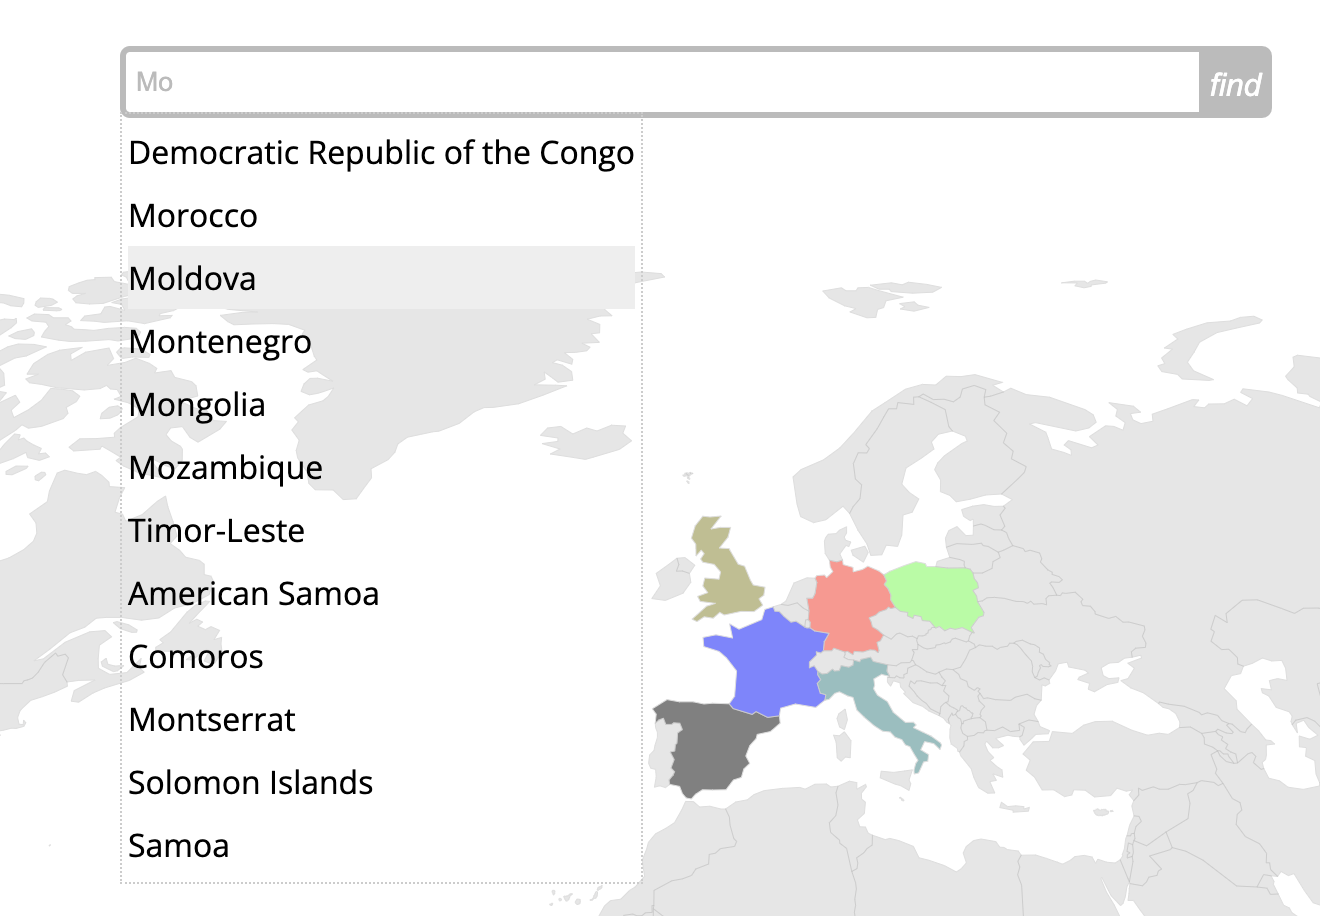 Mo
find
Democratic Republic of the Congo
Morocco
Moldova
Montenegro
Mongolia
Mozambique
Timor-Leste
American Samoa
Comoros
Montserrat
Solomon Islands
Samoa